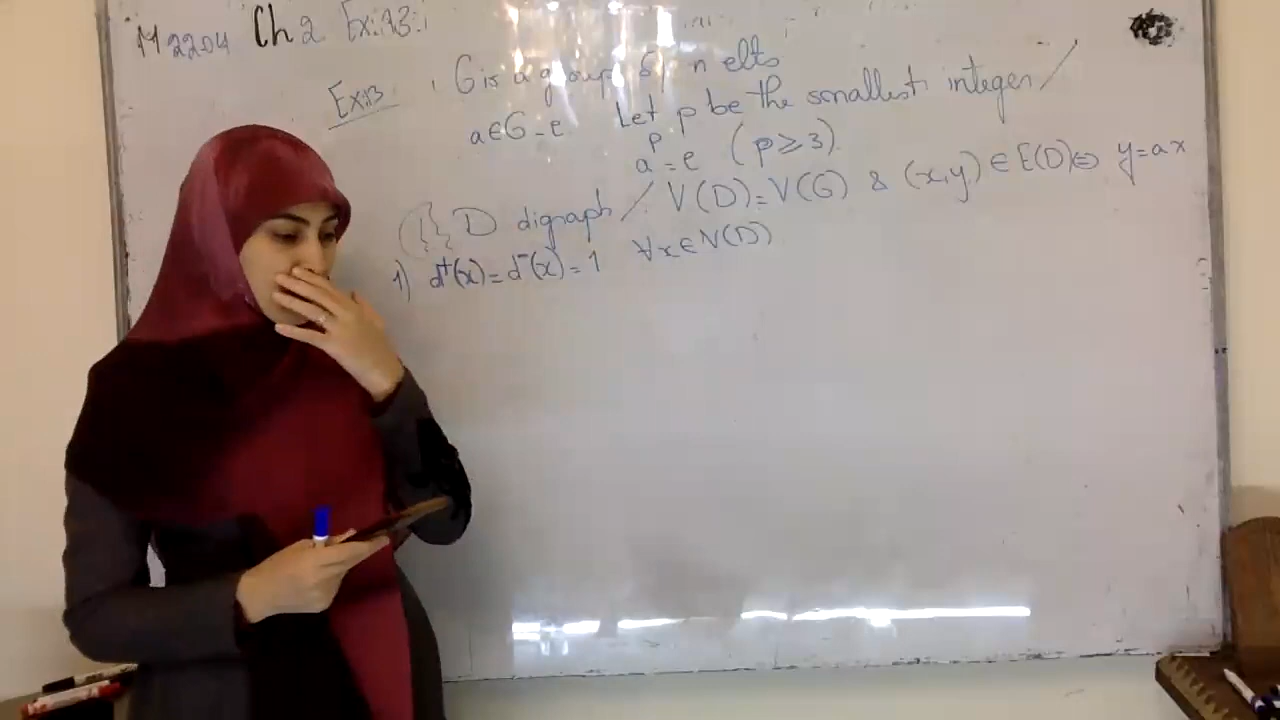 M2204 Ch2 Ex:13:
Ex13: G is a group of n elts
a∈G-e Let p be the smallest integer /
a^p = e (p ≥ 3)
D digraph / V(D) = V(G) & (x,y) ∈ E(D) ⇔ y = ax
1) d⁺(x) = d⁻(x) = 1 ∀x ∈ V(D)